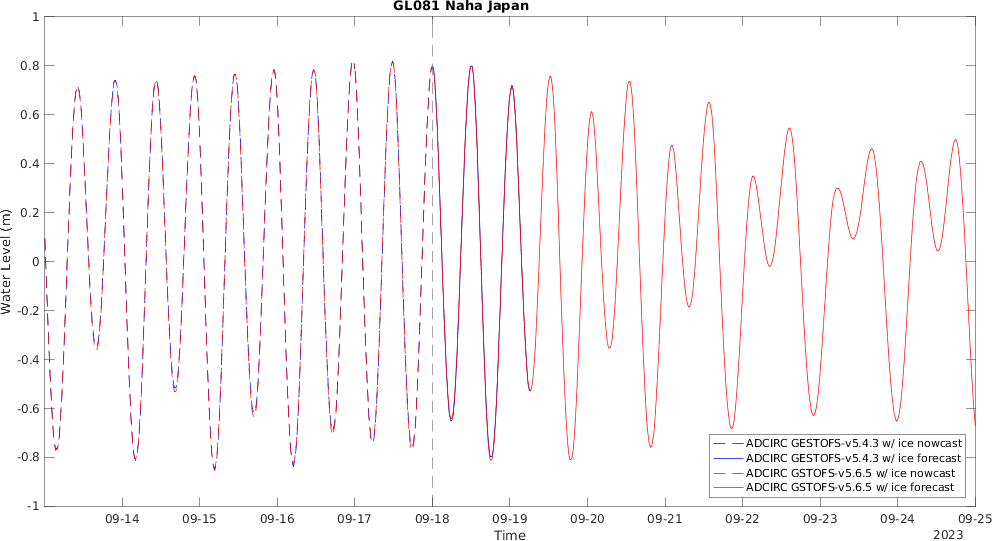 GL081 Naha Japan
1
0.8
0.6
0.4
0.2
0
-0.2
-0.4
-0.6
-0.8
-1
Water Level (m)
ADCIRC GESTOFS-v5.4.3 w/ ice nowcast
ADCIRC GESTOFS-v5.4.3 w/ ice forecast
ADCIRC GSTOFS-v5.6.5 w/ ice nowcast
ADCIRC GSTOFS-v5.6.5 w/ ice forecast
09-14 09-15 09-16 09-17 09-18 09-19 09-20 09-21 09-22 09-23 09-24 09-25
Time
2023